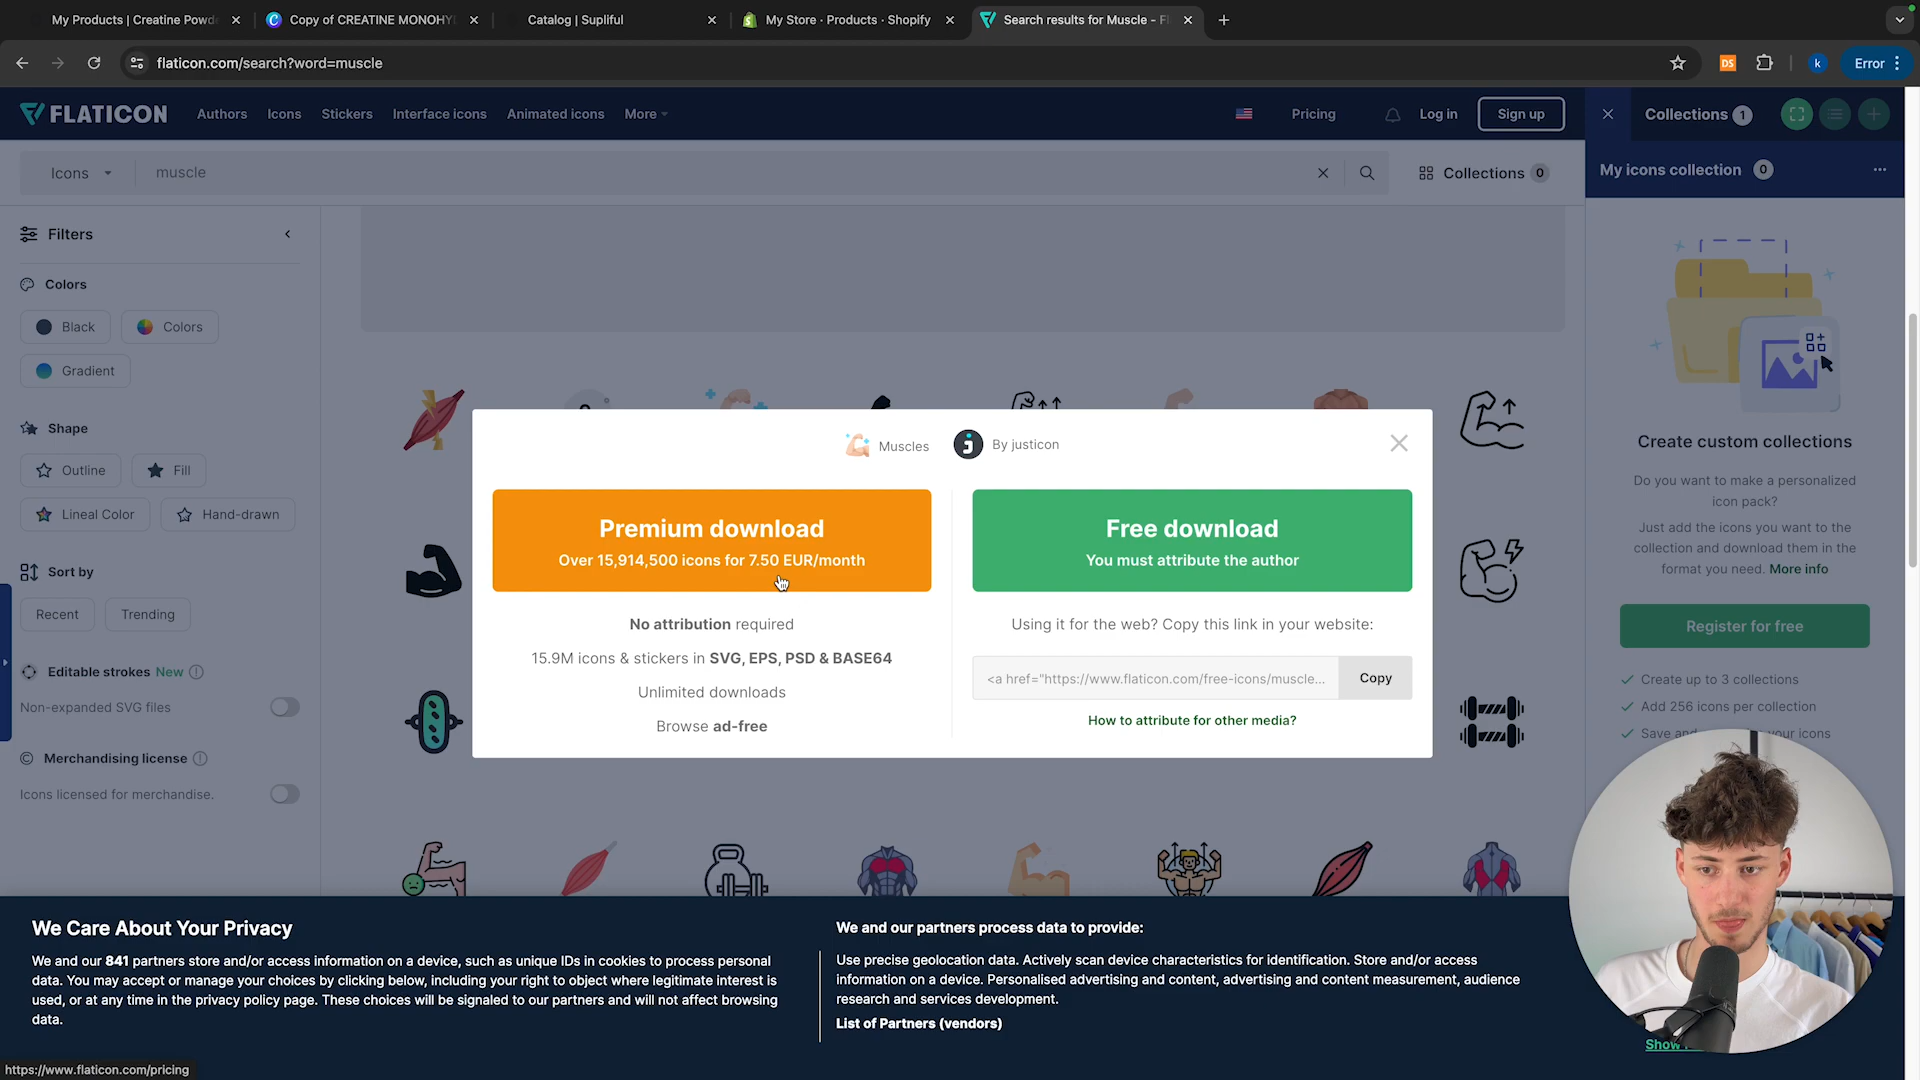 My Products | Creatine Powd
Copy of CREATINE MONOHY
Catalog | Supliful
My Store · Products · Shopify
Search results for Muscle - Fl
flaticon.com/search?word=muscle
DS
k
Error
FLATICON
Authors
Icons
Stickers
Interface icons
Animated icons
More
Pricing
Log in
Sign up
Collections 1
Icons
muscle
Collections 0
My icons collection 0
Filters
Colors
Black
Colors
Gradient
Shape
Outline
Fill
Lineal Color
Hand-drawn
Sort by
Recent
Trending
Editable strokes New
Non-expanded SVG files
Merchandising license
Icons licensed for merchandise.
Muscles
By justicon
Premium download
Over 15,914,500 icons for 7.50 EUR/month
No attribution required
15.9M icons & stickers in SVG, EPS, PSD & BASE64
Unlimited downloads
Browse ad-free
Free download
You must attribute the author
Using it for the web? Copy this link in your website:
<a href="https://www.flaticon.com/free-icons/muscle...
Copy
How to attribute for other media?
Create custom collections
Do you want to make a personalized
icon pack?
Just add the icons you want to the
collection and download them in the
format you need. More info
Register for free
Create up to 3 collections
Add 256 icons per collection
Save and your icons
We Care About Your Privacy
We and our 841 partners store and/or access information on a device, such as unique IDs in cookies to process personal
data. You may accept or manage your choices by clicking below, including your right to object where legitimate interest is
used, or at any time in the privacy policy page. These choices will be signaled to our partners and will not affect browsing
data.
We and our partners process data to provide:
Use precise geolocation data. Actively scan device characteristics for identification. Store and/or access
information on a device. Personalised advertising and content, advertising and content measurement, audience
research and services development.
List of Partners (vendors)
Show
https://www.flaticon.com/pricing